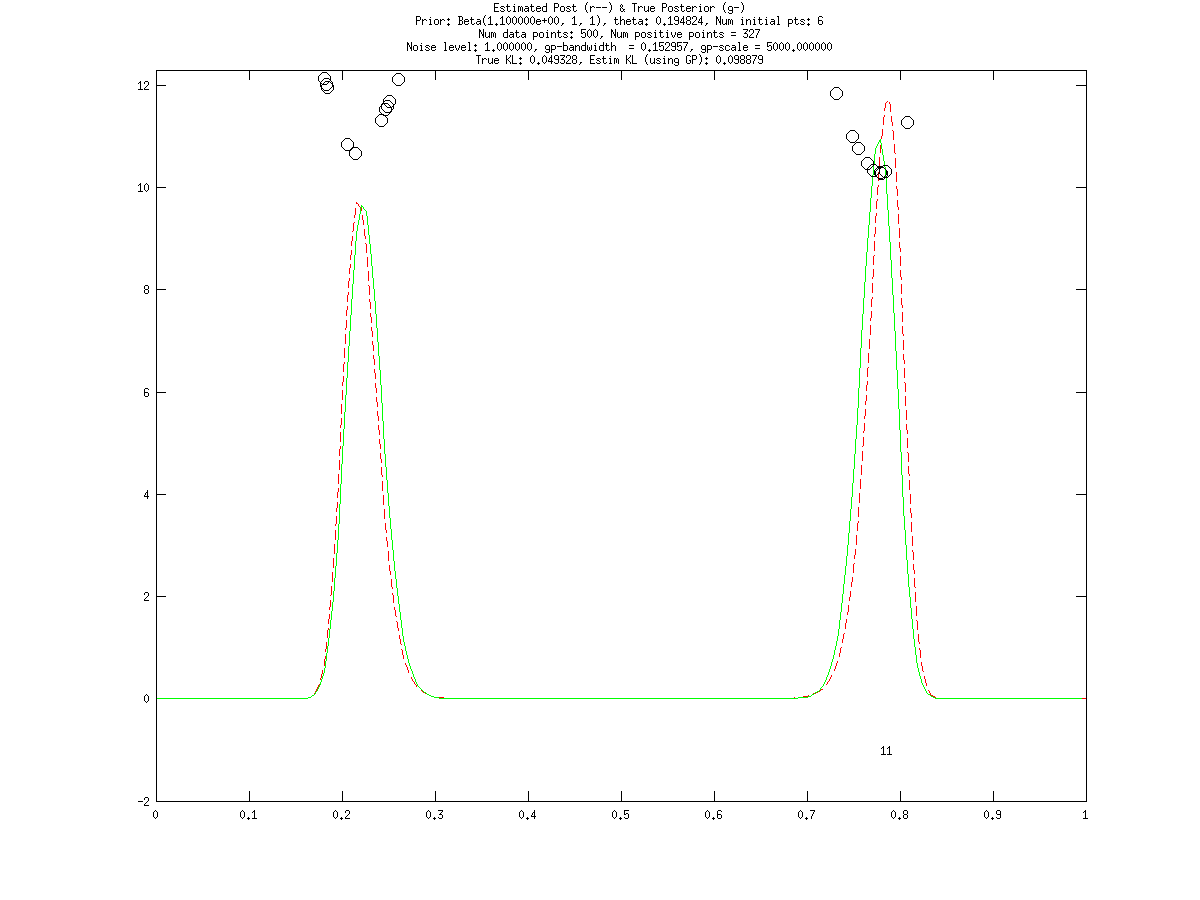 Estimated Post (r--) & True Posterior (g-)
Prior: Beta(1.100000e+00, 1, 1), theta: 0.194824, Num initial pts: 6
Num data points: 500, Num positive points = 327
Noise level: 1.000000, gp-bandwidth  = 0.152957, gp-scale = 5000.000000
True KL: 0.049328, Estim KL (using GP): 0.098879
12
10
8
6
4
2
0
11
-2
0 0.1 0.2 0.3 0.4 0.5 0.6 0.7 0.8 0.9 1